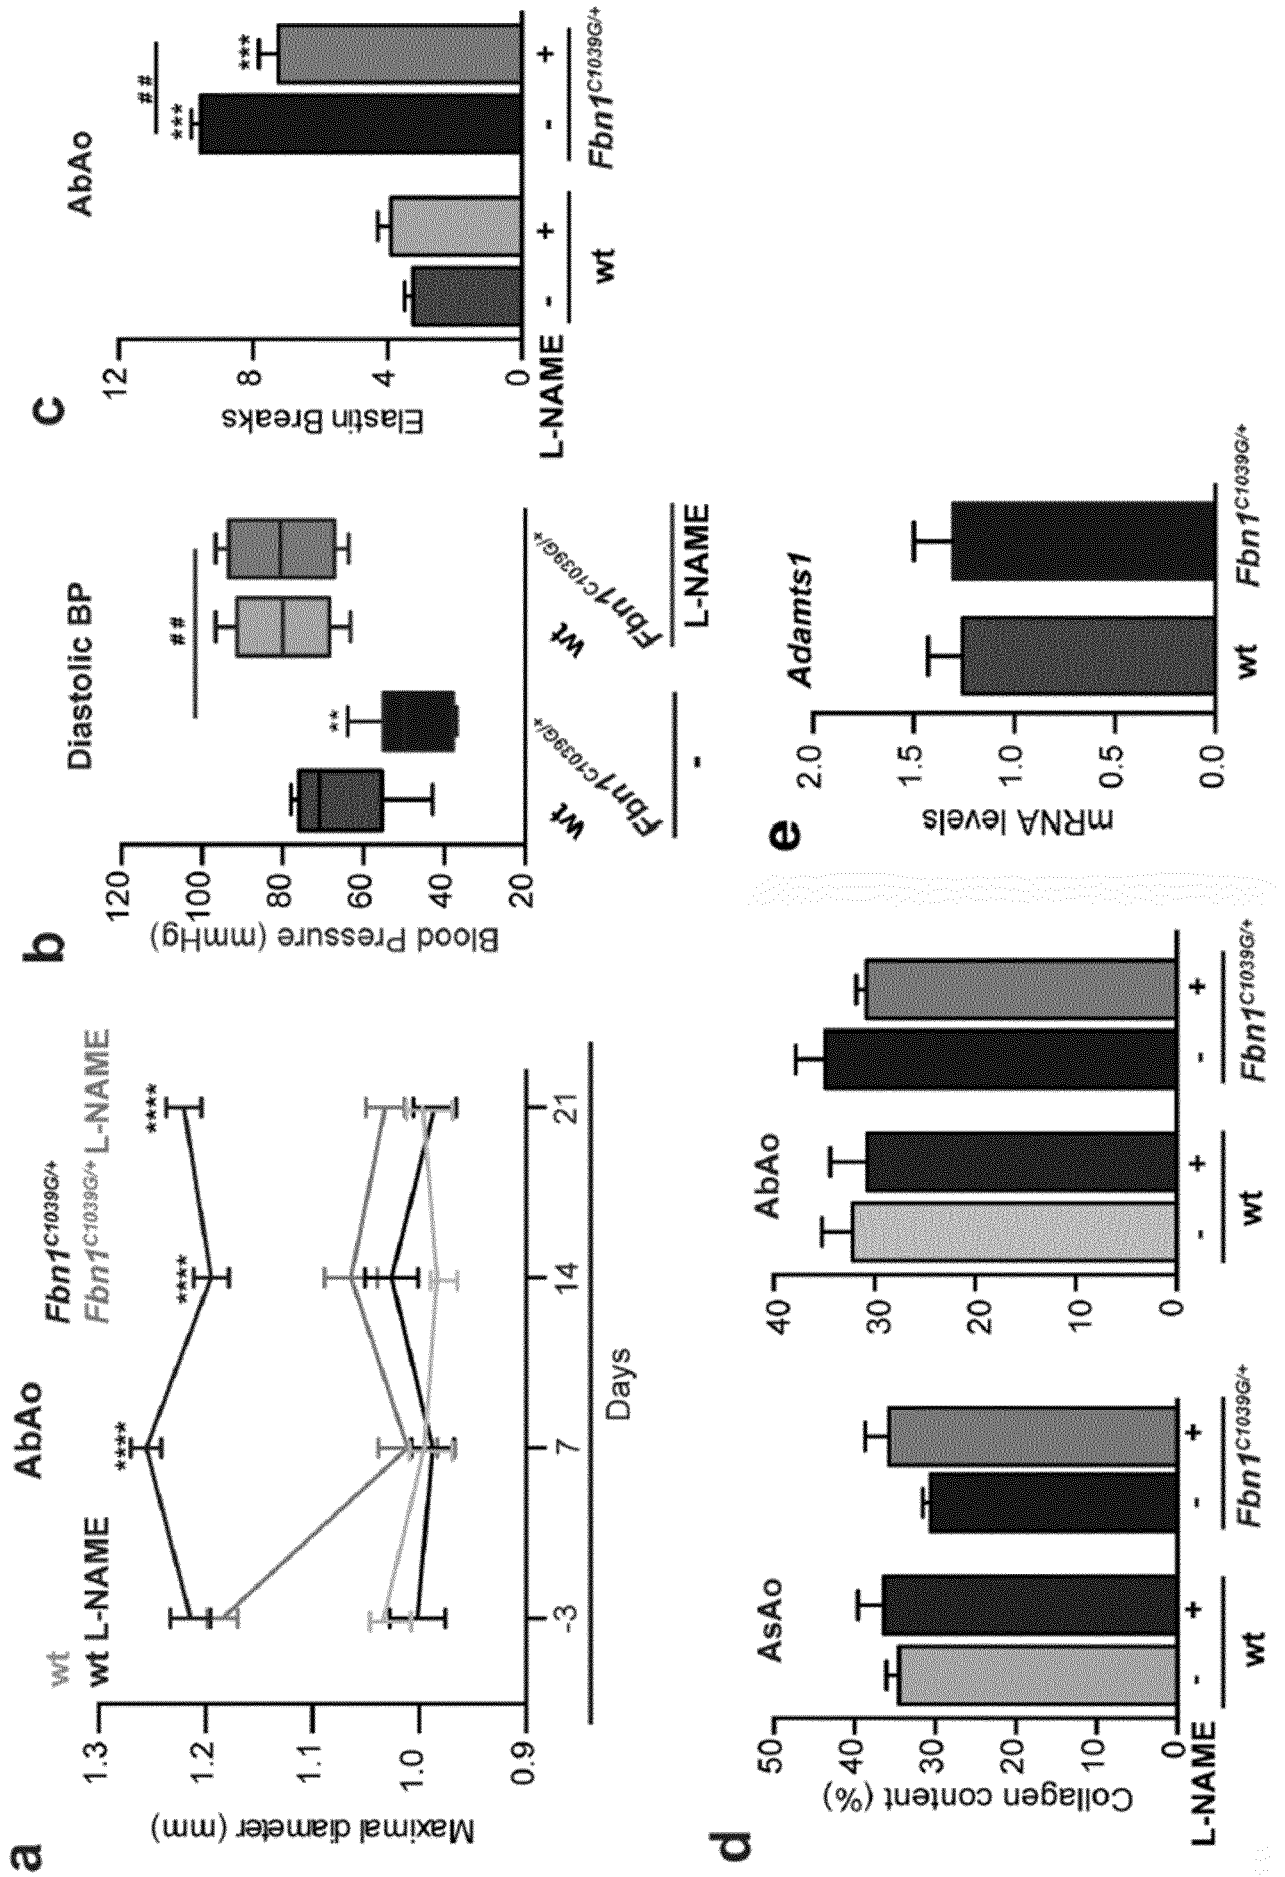 a
AbAo
wt
wt L-NAME
Fbn1C1039G/+
Fbn1C1039G/+ L-NAME
Maximal diameter (mm)
1.3
1.2
1.1
1.0
0.9
****
****
****
-3
7
14
21
Days
b
Diastolic BP
Blood Pressure (mmHg)
120
100
80
60
40
20
**
##
wt
Fbn1C1039G/+
wt
Fbn1C1039G/+
-
L-NAME
c
AbAo
Elastin Breaks
12
8
4
0
***
***
##
L-NAME
-
+
-
+
wt
Fbn1C1039G/+
d
AsAo
Collagen content (%)
50
40
30
20
10
0
L-NAME
-
+
-
+
wt
Fbn1C1039G/+
AbAo
40
30
20
10
0
-
+
-
+
wt
Fbn1C1039G/+
e
Adamts1
mRNA levels
2.0
1.5
1.0
0.5
0.0
wt
Fbn1C1039G/+